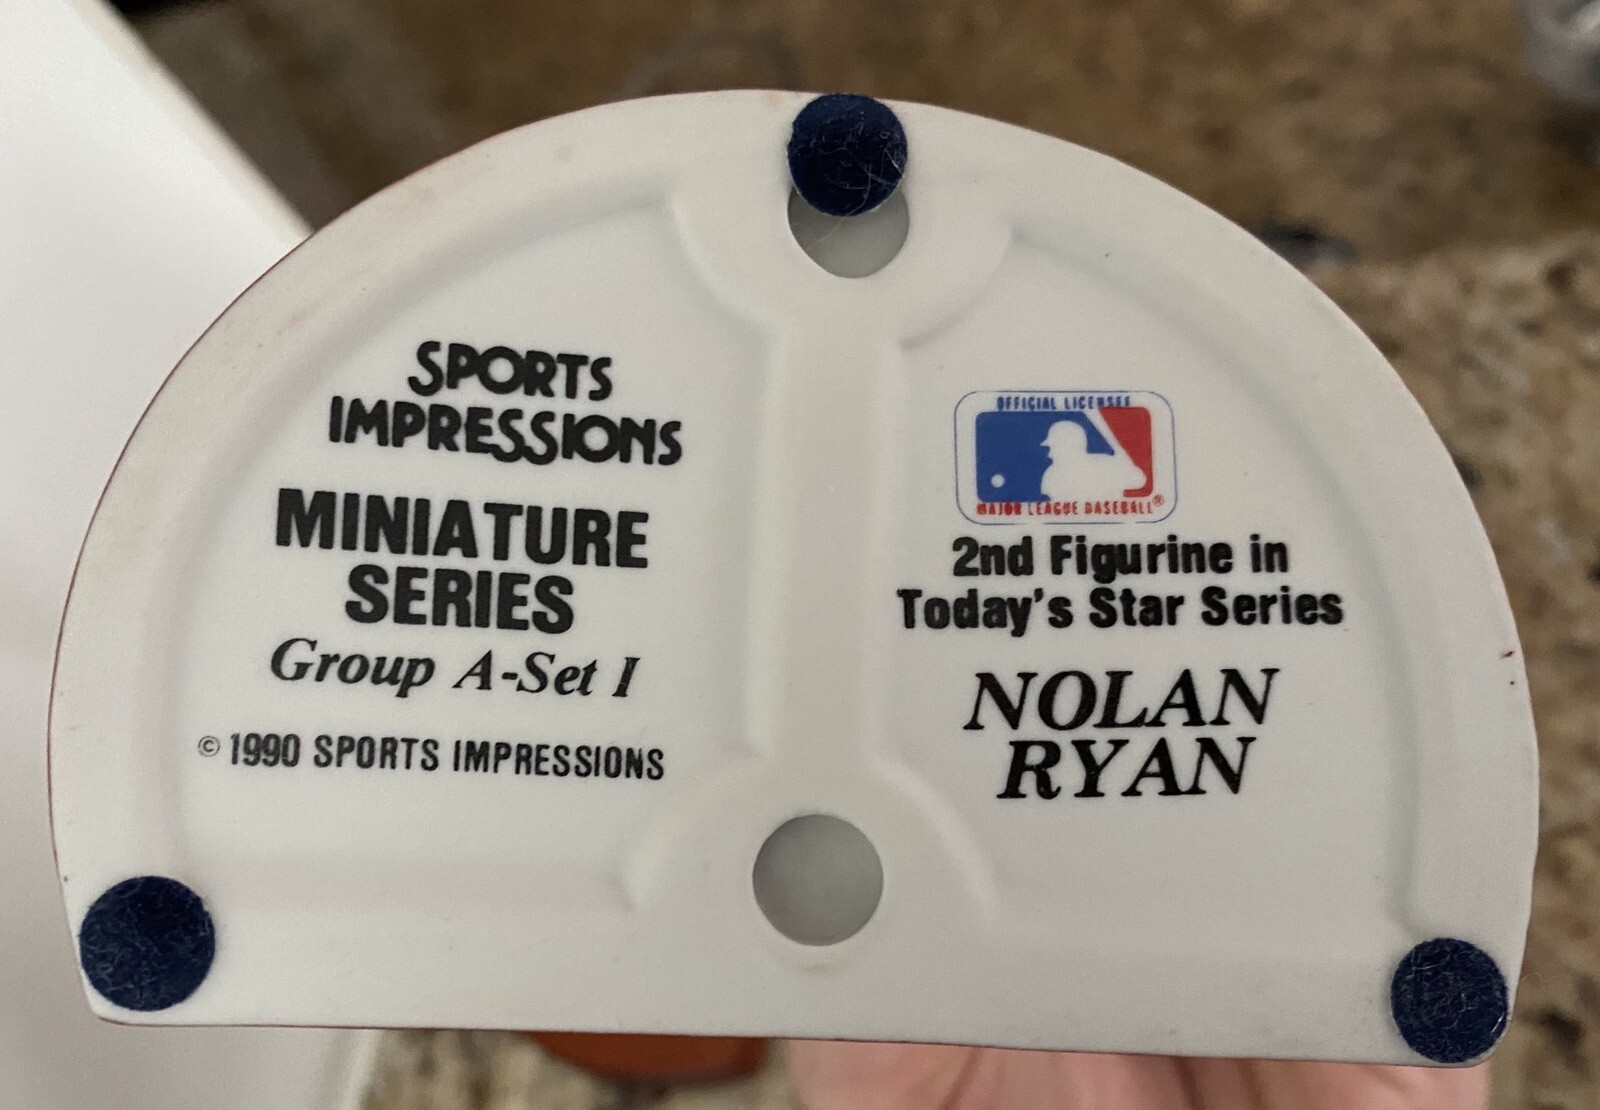 SPORTS
IMPRESSIONS
MINIATURE
SERIES
Group A-Set I
© 1990 SPORTS IMPRESSIONS
OFFICIAL LICENSEE
MAJOR LEAGUE BASEBALL®
2nd Figurine in
Today's Star Series
NOLAN
RYAN